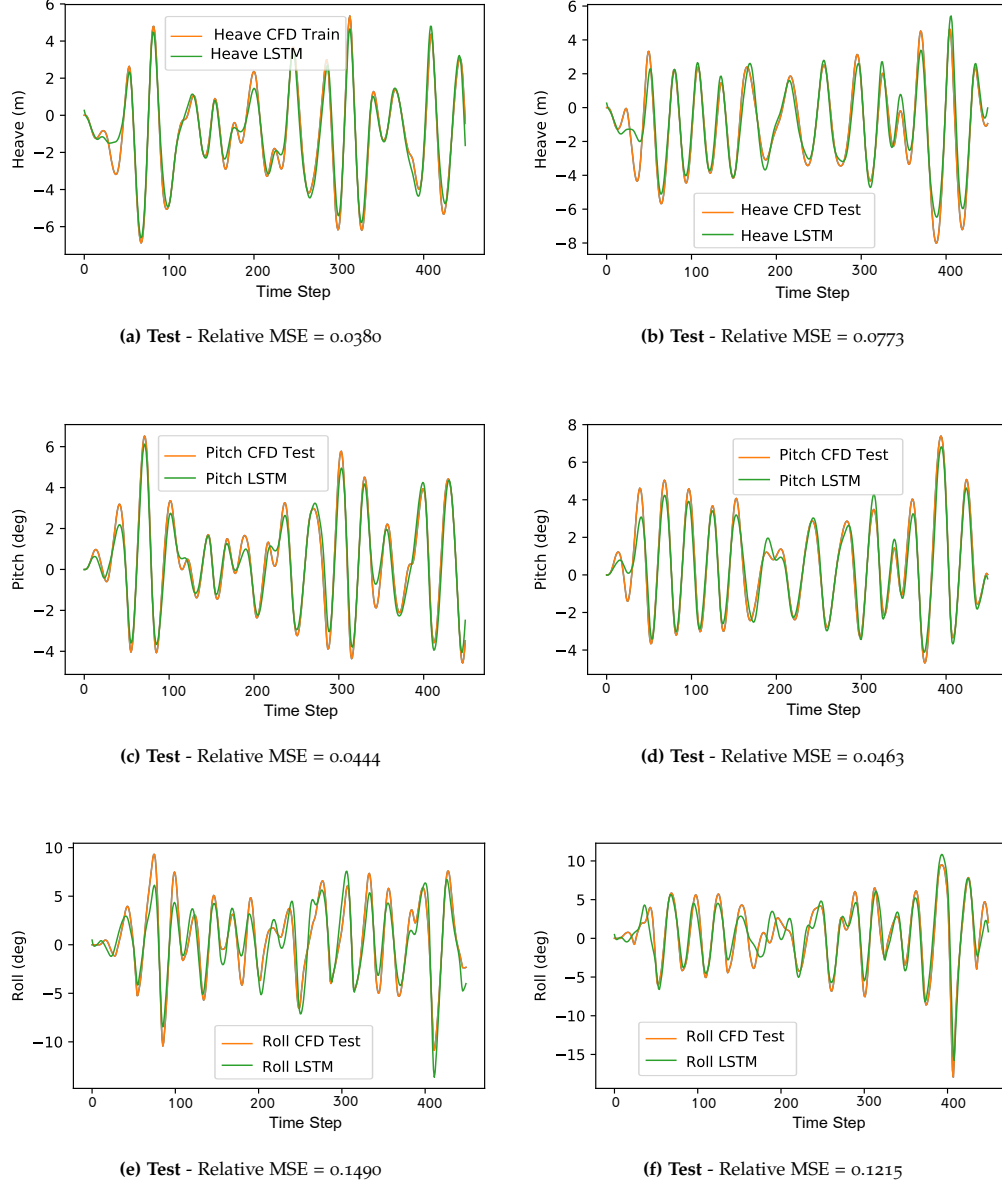 6
4
2
0
−2
−4
−6
Heave (m)
Heave CFD Train
Heave LSTM
0
100
200
300
400
Time Step
(a) Test - Relative MSE = 0.0380
6
4
2
0
−2
−4
−6
−8
Heave (m)
Heave CFD Test
Heave LSTM
0
100
200
300
400
Time Step
(b) Test - Relative MSE = 0.0773
6
4
2
0
−2
−4
Pitch (deg)
Pitch CFD Test
Pitch LSTM
0
100
200
300
400
Time Step
(c) Test - Relative MSE = 0.0444
8
6
4
2
0
−2
−4
Pitch (deg)
Pitch CFD Test
Pitch LSTM
0
100
200
300
400
Time Step
(d) Test - Relative MSE = 0.0463
10
5
0
−5
−10
Roll (deg)
Roll CFD Test
Roll LSTM
0
100
200
300
400
Time Step
(e) Test - Relative MSE = 0.1490
10
5
0
−5
−10
−15
Roll (deg)
Roll CFD Test
Roll LSTM
0
100
200
300
400
Time Step
(f) Test - Relative MSE = 0.1215